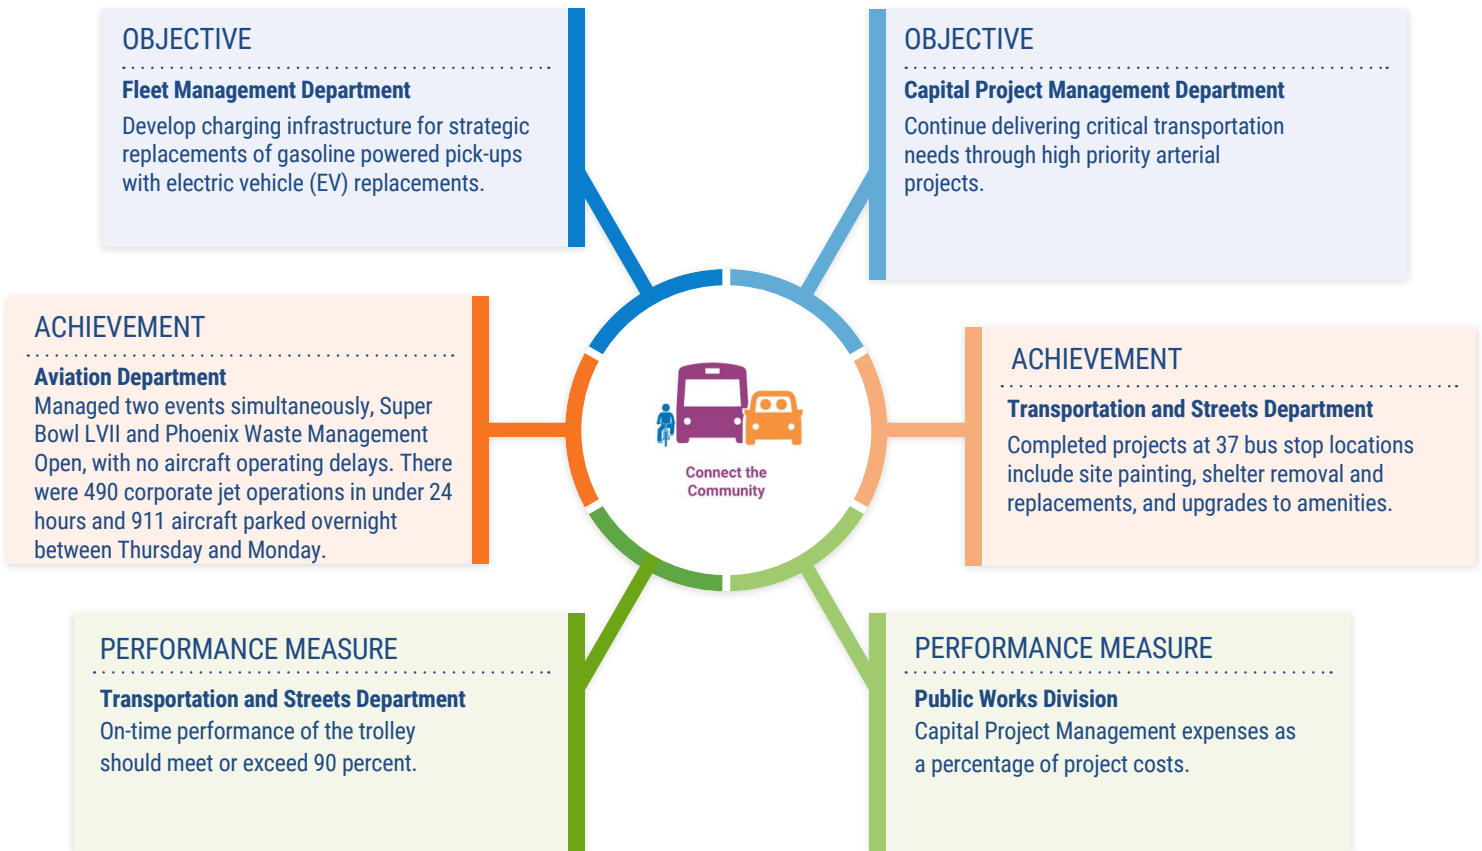 OBJECTIVE
Fleet Management Department
Develop charging infrastructure for strategic
replacements of gasoline powered pick-ups
with electric vehicle (EV) replacements.
OBJECTIVE
Capital Project Management Department
Continue delivering critical transportation
needs through high priority arterial
projects.
ACHIEVEMENT
Aviation Department
Managed two events simultaneously, Super
Bowl LVII and Phoenix Waste Management
Open, with no aircraft operating delays. There
were 490 corporate jet operations in under 24
hours and 911 aircraft parked overnight
between Thursday and Monday.
Connect the
Community
ACHIEVEMENT
Transportation and Streets Department
Completed projects at 37 bus stop locations
include site painting, shelter removal and
replacements, and upgrades to amenities.
PERFORMANCE MEASURE
Transportation and Streets Department
On-time performance of the trolley
should meet or exceed 90 percent.
PERFORMANCE MEASURE
Public Works Division
Capital Project Management expenses as
a percentage of project costs.